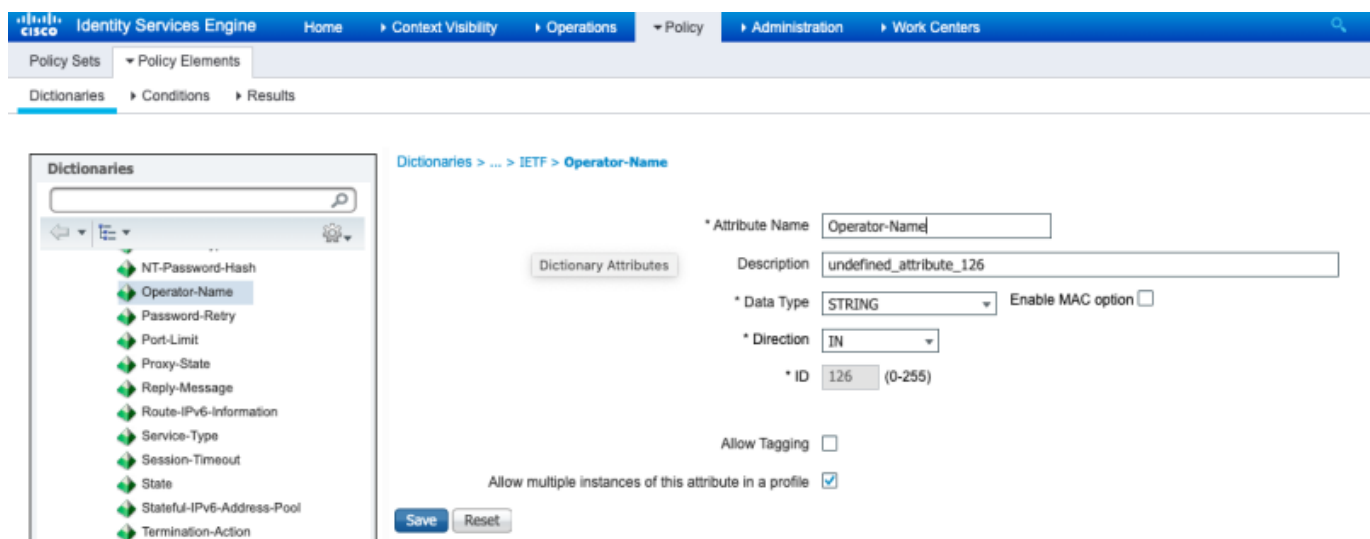 cisco Identity Services Engine Home Context Visibility Operations Policy Administration Work Centers
Policy Sets Policy Elements
Dictionaries Conditions Results
Dictionaries
NT-Password-Hash
Operator-Name
Password-Retry
Port-Limit
Proxy-State
Reply-Message
Route-IPv6-Information
Service-Type
Session-Timeout
State
Stateful-IPv6-Address-Pool
Termination-Action
Dictionaries > ... > IETF > Operator-Name
* Attribute Name Operator-Name
Dictionary Attributes
Description undefined_attribute_126
* Data Type STRING Enable MAC option
* Direction IN
* ID 126 (0-255)
Allow Tagging
Allow multiple instances of this attribute in a profile
Save Reset